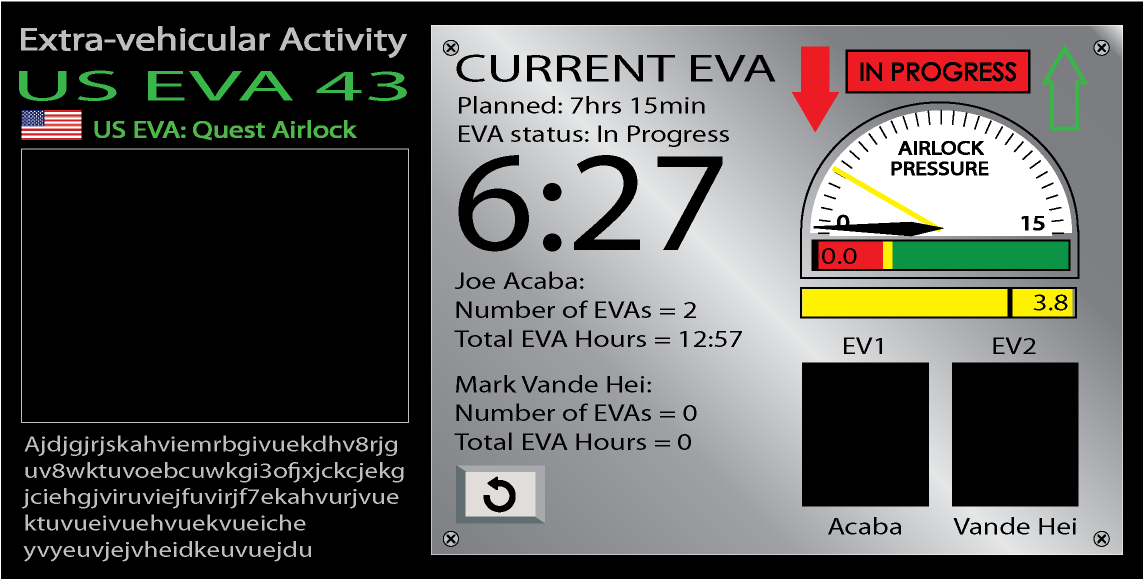 Extra-vehicular Activity
US EVA 43
US EVA: Quest Airlock
Ajdjgjrjskahviemrbgivuekdhv8rjg
uv8wktuvoebcuwkgi3ofjxjckcjekg
jciehgjviruviejfuvirjf7ekahvurjvue
ktuvueivuehvuekvueiche
yvyeuvjejvheidkeuvuejdu
CURRENT EVA
Planned: 7hrs 15min
EVA status: In Progress
6:27
Joe Acaba:
Number of EVAs = 2
Total EVA Hours = 12:57
Mark Vande Hei:
Number of EVAs = 0
Total EVA Hours = 0
IN PROGRESS
AIRLOCK
PRESSURE
0
15
0.0
3.8
EV1
EV2
Acaba
Vande Hei